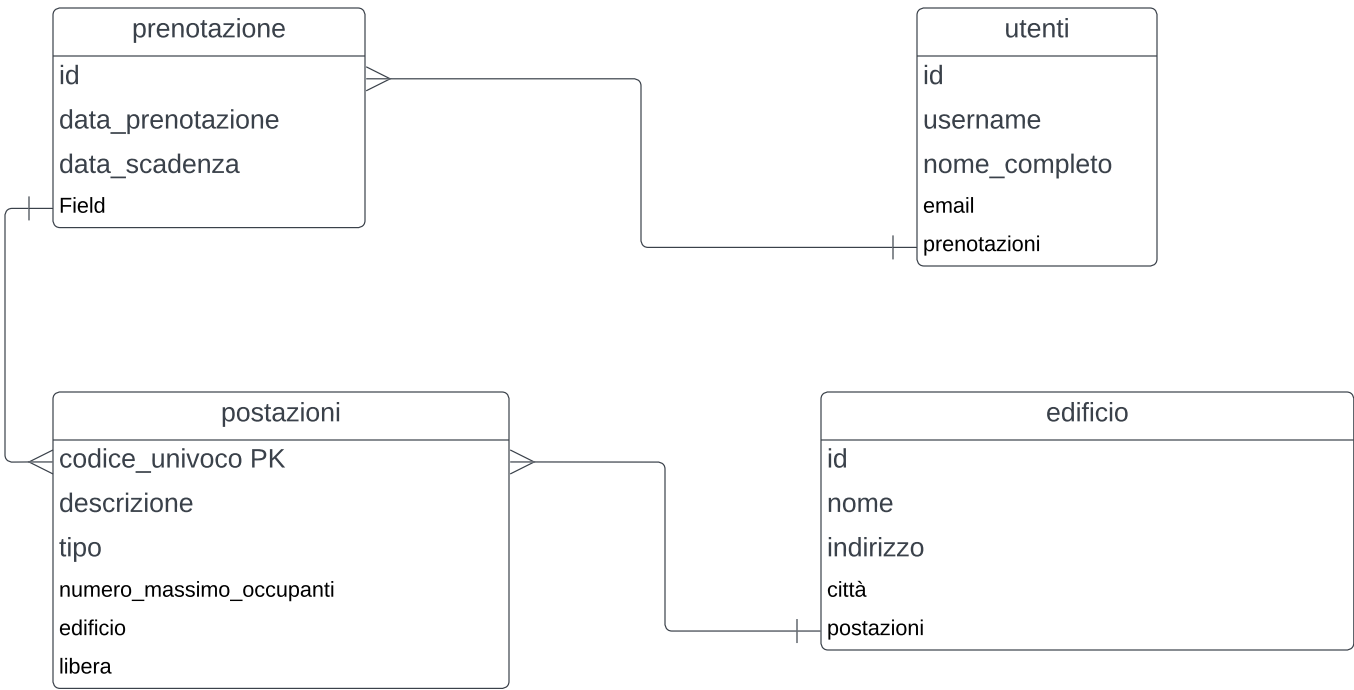 prenotazione
id
data_prenotazione
data_scadenza
Field
utenti
id
username
nome_completo
email
prenotazioni
postazioni
codice_univoco PK
descrizione
tipo
numero_massimo_occupanti
edificio
libera
edificio
id
nome
indirizzo
città
postazioni